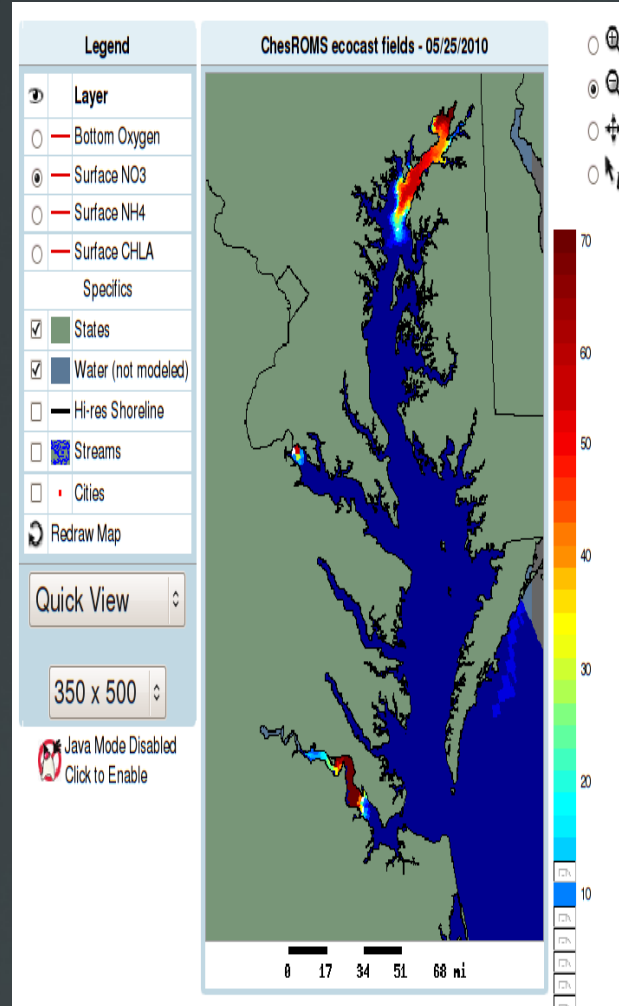 Legend
Layer
Bottom Oxygen
Surface NO3
Surface NH4
Surface CHLA
Specifics
States
Water (not modeled)
Hi-res Shoreline
Streams
Cities
Redraw Map
Quick View
350 x 500
Java Mode Disabled
Click to Enable
ChesROMS ecocast fields - 05/25/2010
0 17 34 51 68 mi
70
60
50
40
30
20
10